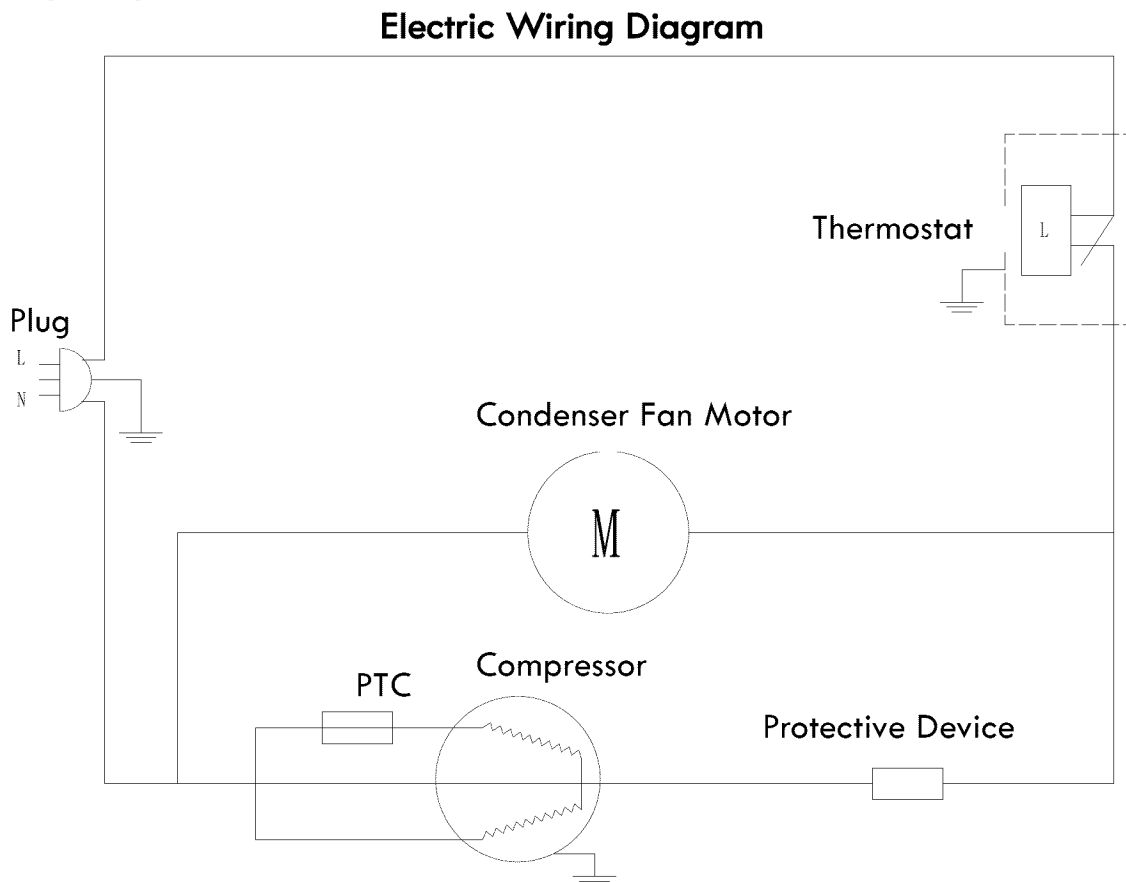 Electric Wiring Diagram
Thermostat
L
Plug
L
N
Condenser Fan Motor
M
Compressor
PTC
Protective Device